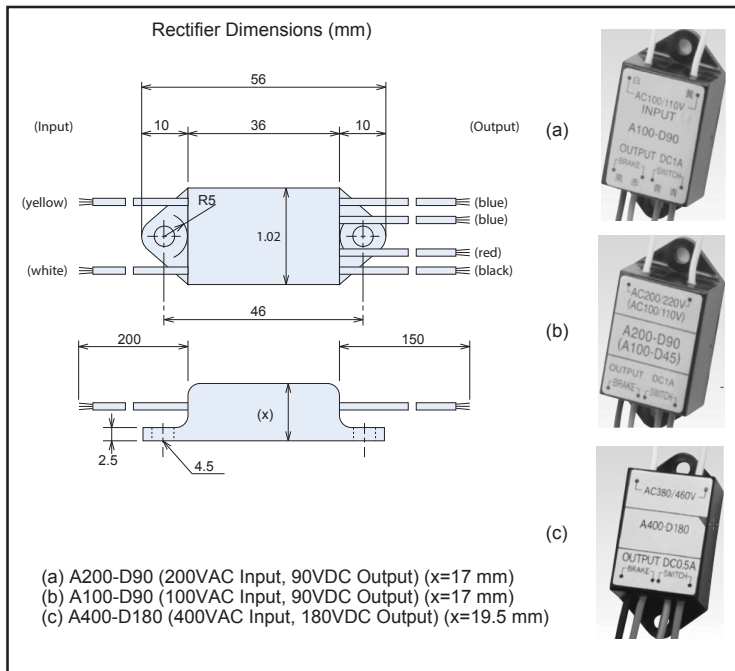 Rectifier Dimensions (mm)
56
(Input)
10
36
10
(Output)
(yellow)
R5
(blue)
(blue)
1.02
(red)
(white)
(black)
46
200
150
(x)
2.5
4.5
(a)
AC100/110V
INPUT
A100-D90
OUTPUT DC1A
BRAKE
SWITCH
(b)
AC200/220V
(AC100/110V)
A200-D90
(A100-D45)
OUTPUT DC1A
BRAKE
SWITCH
(c)
AC380/460V
A400-D180
OUTPUT DC0.5A
BRAKE
SWITCH
(a) A200-D90 (200VAC Input, 90VDC Output) (x=17 mm)
(b) A100-D90 (100VAC Input, 90VDC Output) (x=17 mm)
(c) A400-D180 (400VAC Input, 180VDC Output) (x=19.5 mm)